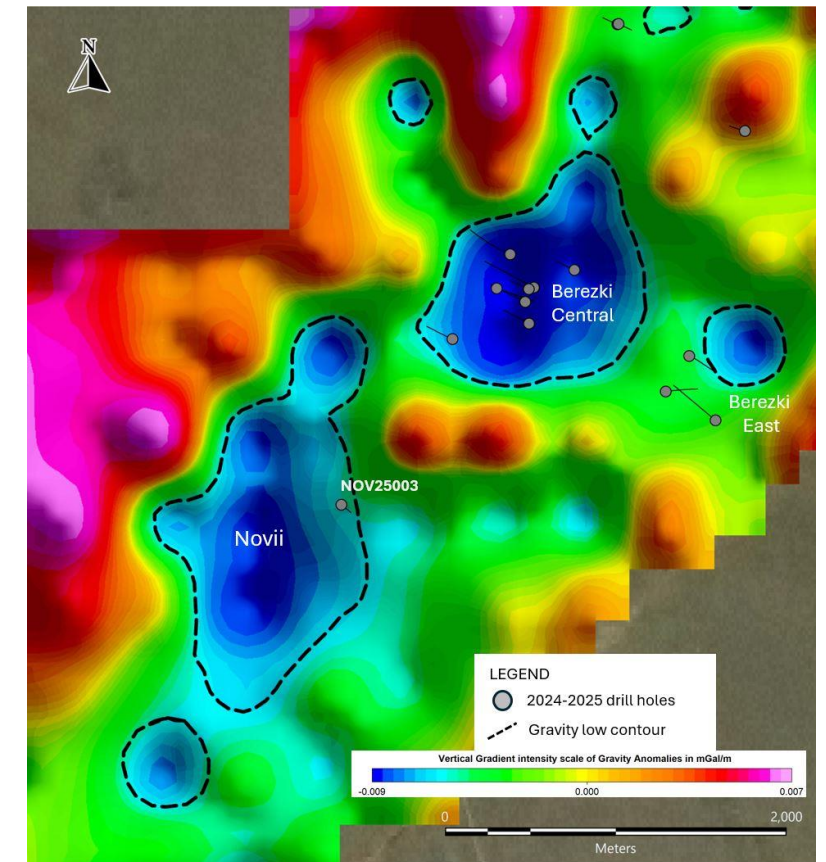 N
Berezki
Central
Berezki
East
NOV25003
Novii
LEGEND
2024-2025 drill holes
Gravity low contour
Vertical Gradient intensity scale of Gravity Anomalies in mGal/m
-0.009 0.000 0.007
0 2,000
Meters